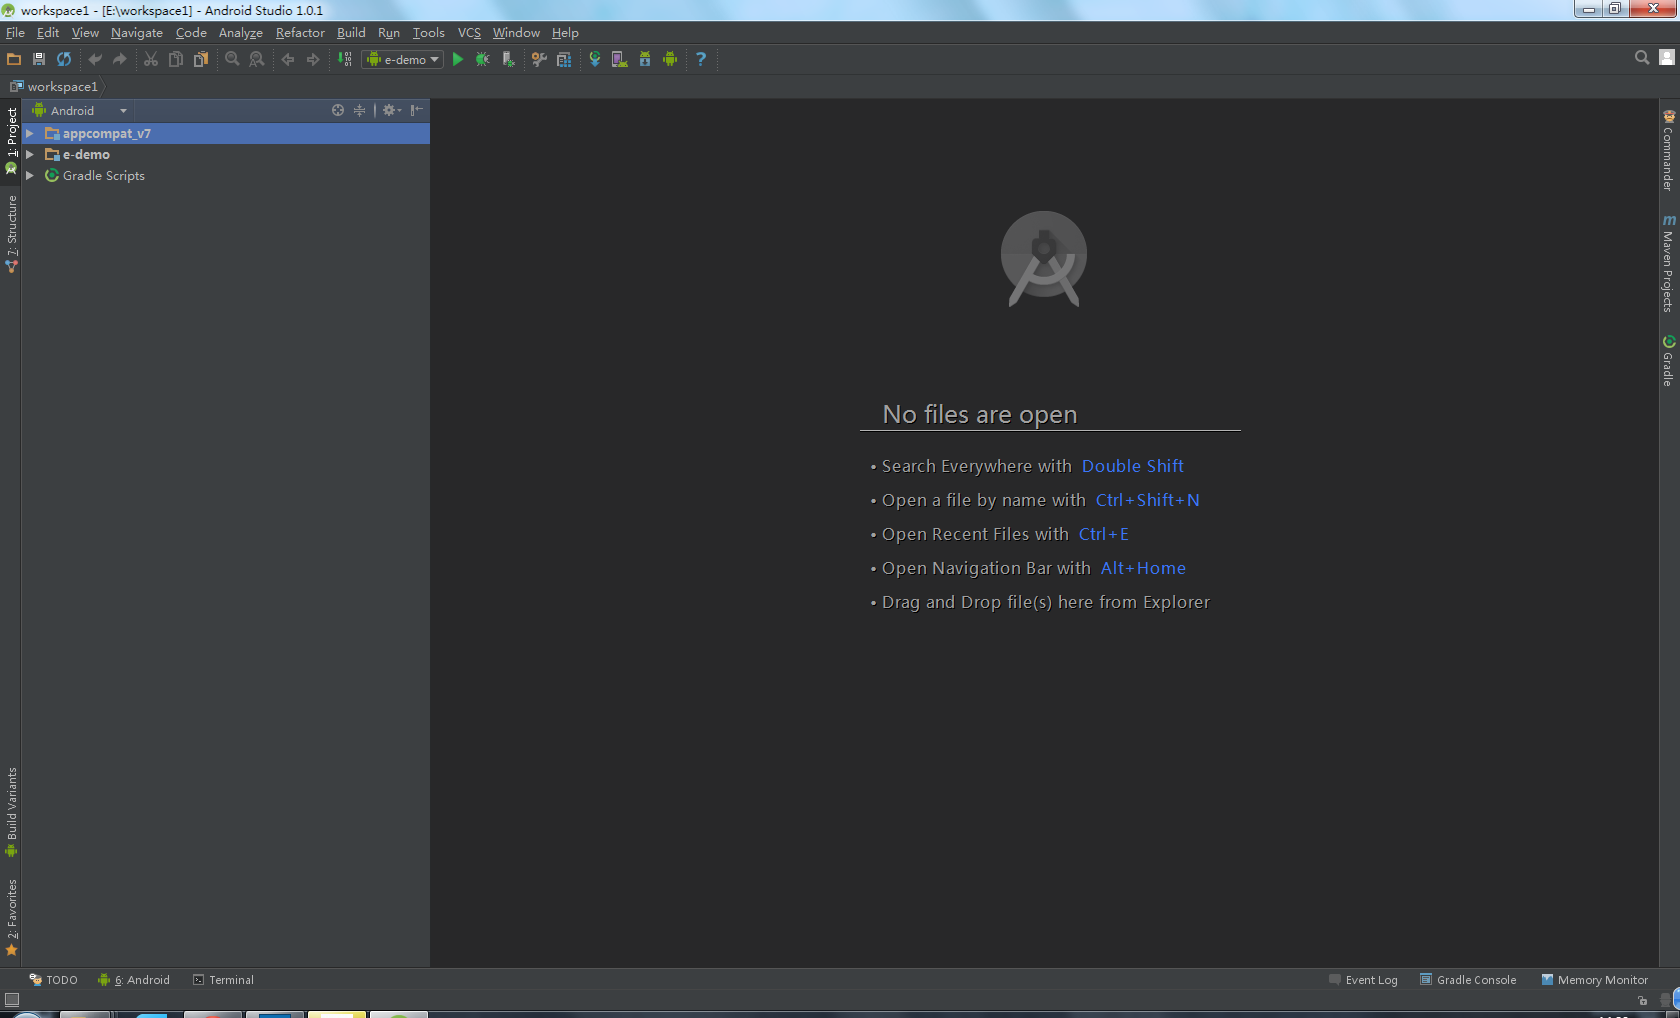 workspace1 - [E:\workspace1] - Android Studio 1.0.1
File Edit View Navigate Code Analyze Refactor Build Run Tools VCS Window Help
e-demo
workspace1
Android
appcompat_v7
e-demo
Gradle Scripts
1: Project
7: Structure
Build Variants
2: Favorites
No files are open
• Search Everywhere with Double Shift
• Open a file by name with Ctrl+Shift+N
• Open Recent Files with Ctrl+E
• Open Navigation Bar with Alt+Home
• Drag and Drop file(s) here from Explorer
Commander
m Maven Projects
Gradle
TODO 6: Android Terminal Event Log Gradle Console Memory Monitor